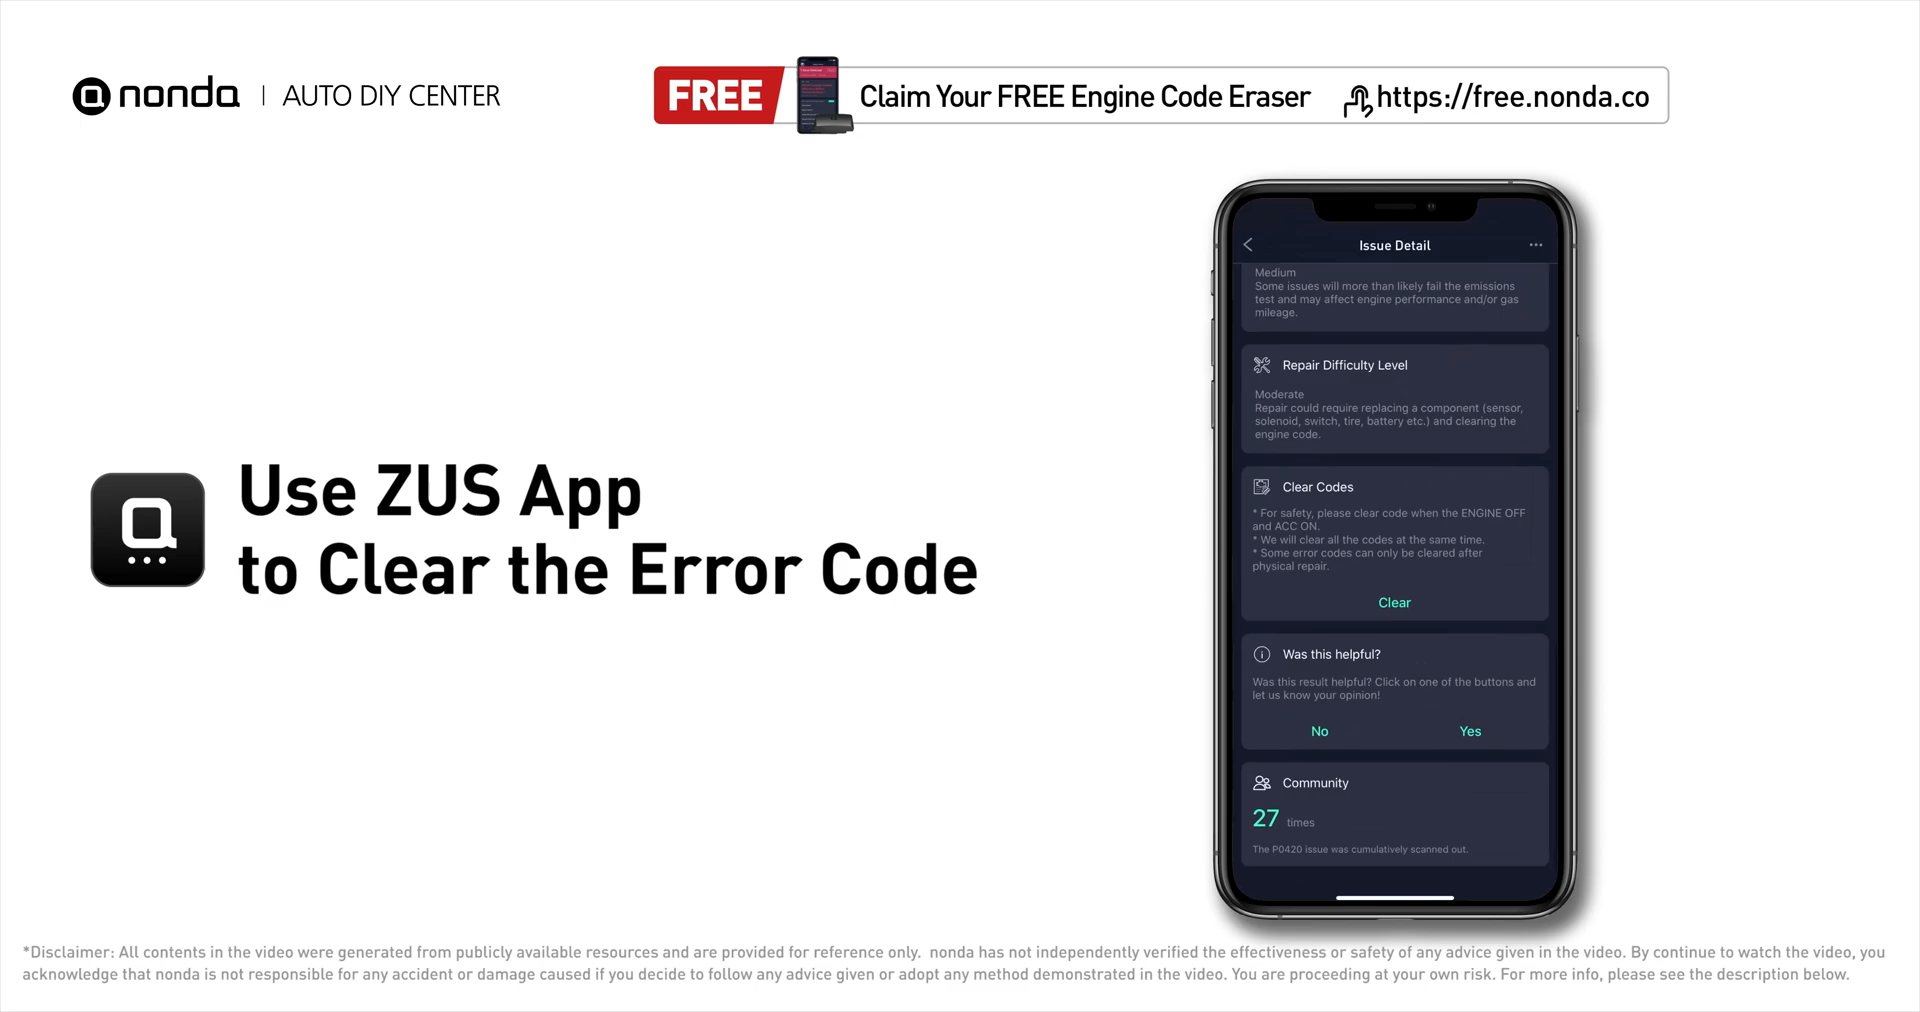 nonda | AUTO DIY CENTER
FREE Claim Your FREE Engine Code Eraser https://free.nonda.co
Use ZUS App
to Clear the Error Code
Issue Detail
Medium
Some issues will more than likely fail the emissions
test and may affect engine performance and/or gas
mileage.
Repair Difficulty Level
Moderate
Repair could require replacing a component (sensor,
solenoid, switch, tire, battery etc.) and clearing the
engine code.
Clear Codes
* For safety, please clear code when the ENGINE OFF
and ACC ON.
* We will clear all the codes at the same time.
* Some error codes can only be cleared after
physical repair.
Clear
Was this helpful?
Was this result helpful? Click on one of the buttons and
let us know your opinion!
No Yes
Community
27 times
The P0420 issue was cumulatively scanned out.
*Disclaimer: All contents in the video were generated from publicly available resources and are provided for reference only. nonda has not independently verified the effectiveness or safety of any advice given in the video. By continue to watch the video, you
acknowledge that nonda is not responsible for any accident or damage caused if you decide to follow any advice given or adopt any method demonstrated in the video. You are proceeding at your own risk. For more info, please see the description below.